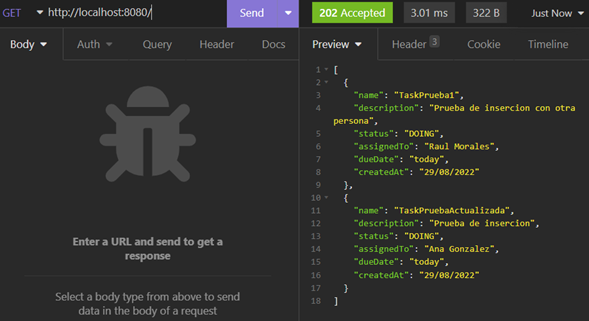 GET http://localhost:8080/ Send 202 Accepted 3.01 ms 322 B Just Now
Body Auth Query Header Docs Preview Header 3 Cookie Timeline
1 [
2 {
3 "name": "TaskPrueba1",
4 "description": "Prueba de insercion con otra
persona",
5 "status": "DOING",
6 "assignedTo": "Raul Morales",
7 "dueDate": "today",
8 "createdAt": "29/08/2022"
9 },
10 {
11 "name": "TaskPruebaActualizada",
12 "description": "Prueba de insercion",
13 "status": "DOING",
14 "assignedTo": "Ana Gonzalez",
15 "dueDate": "today",
16 "createdAt": "29/08/2022"
17 }
18 ]
Enter a URL and send to get a
response
Select a body type from above to send
data in the body of a request